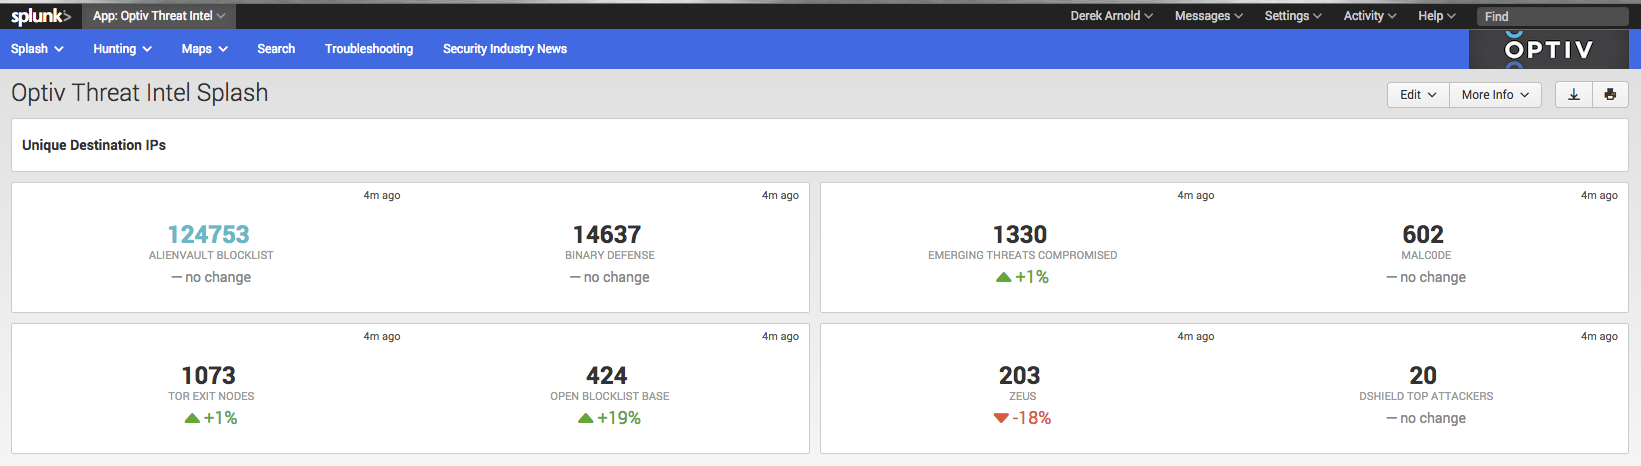 splunk> App: Optiv Threat Intel Derek Arnold Messages Settings Activity Help Find
Splash Hunting Maps Search Troubleshooting Security Industry News OPTIV
Optiv Threat Intel Splash Edit More Info
Unique Destination IPs
4m ago 4m ago 4m ago 4m ago
124753 14637 1330 602
ALIENVAULT BLOCKLIST BINARY DEFENSE EMERGING THREATS COMPROMISED MALC0DE
— no change — no change +1% — no change
4m ago 4m ago 4m ago 4m ago
1073 424 203 20
TOR EXIT NODES OPEN BLOCKLIST BASE ZEUS DSHIELD TOP ATTACKERS
+1% +19% -18% — no change